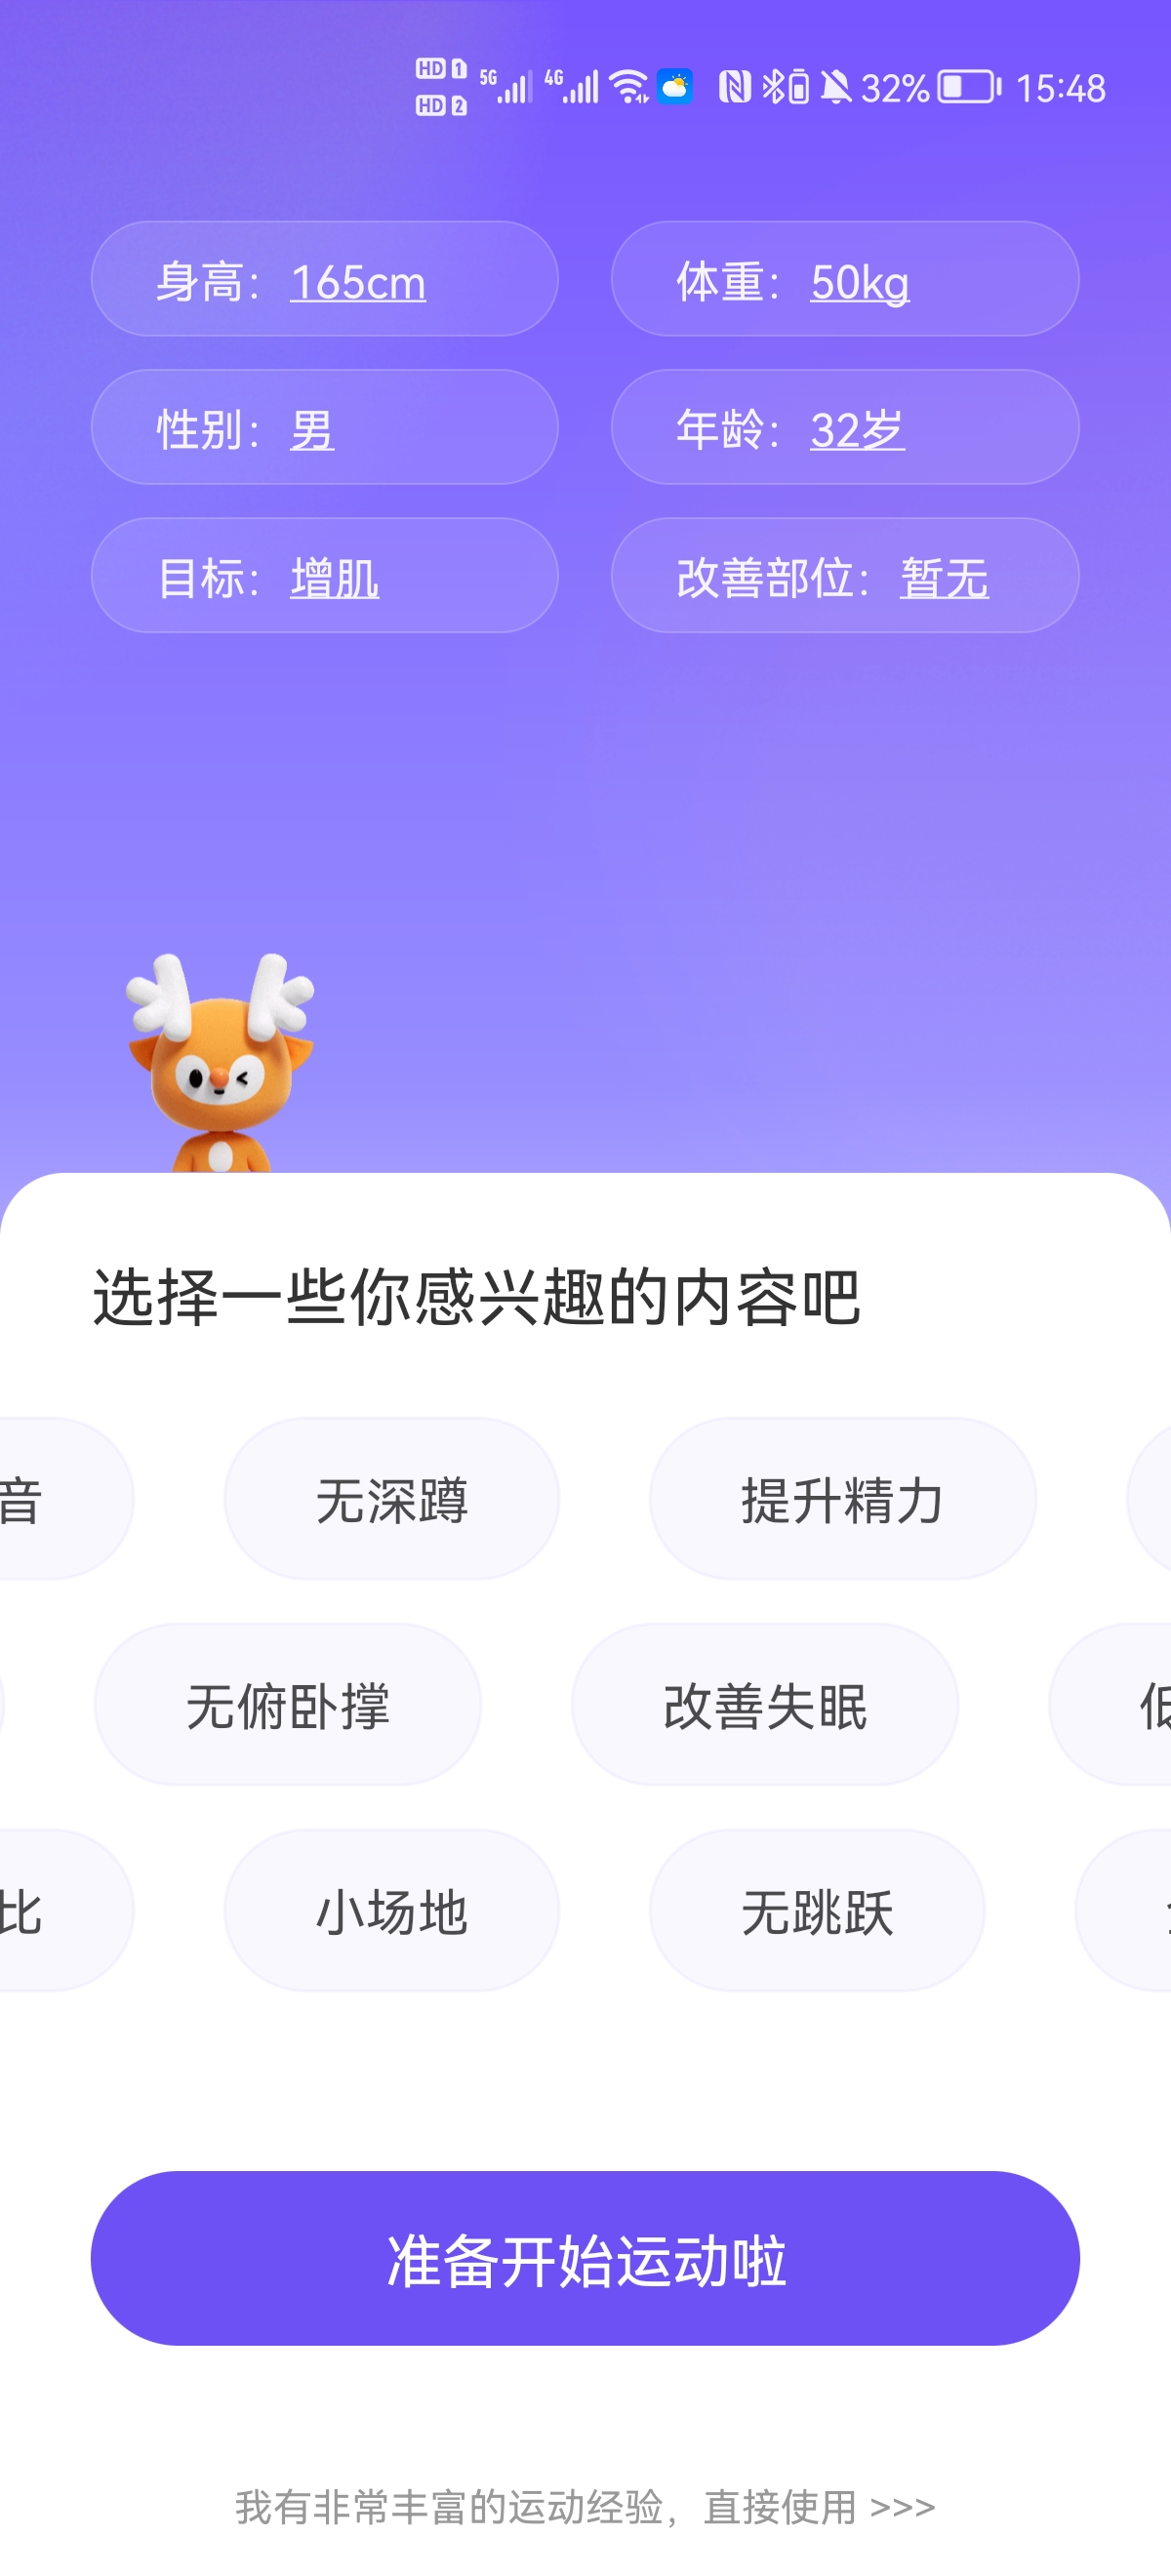 HD 1 5G 4G 32% 15:48
HD 2
身高：165cm 体重：50kg
性别：男 年龄：32岁
目标：增肌 改善部位：暂无
选择一些你感兴趣的内容吧
音 无深蹲 提升精力
无俯卧撑 改善失眠 低
比 小场地 无跳跃
准备开始运动啦
我有非常丰富的运动经验，直接使用 >>>